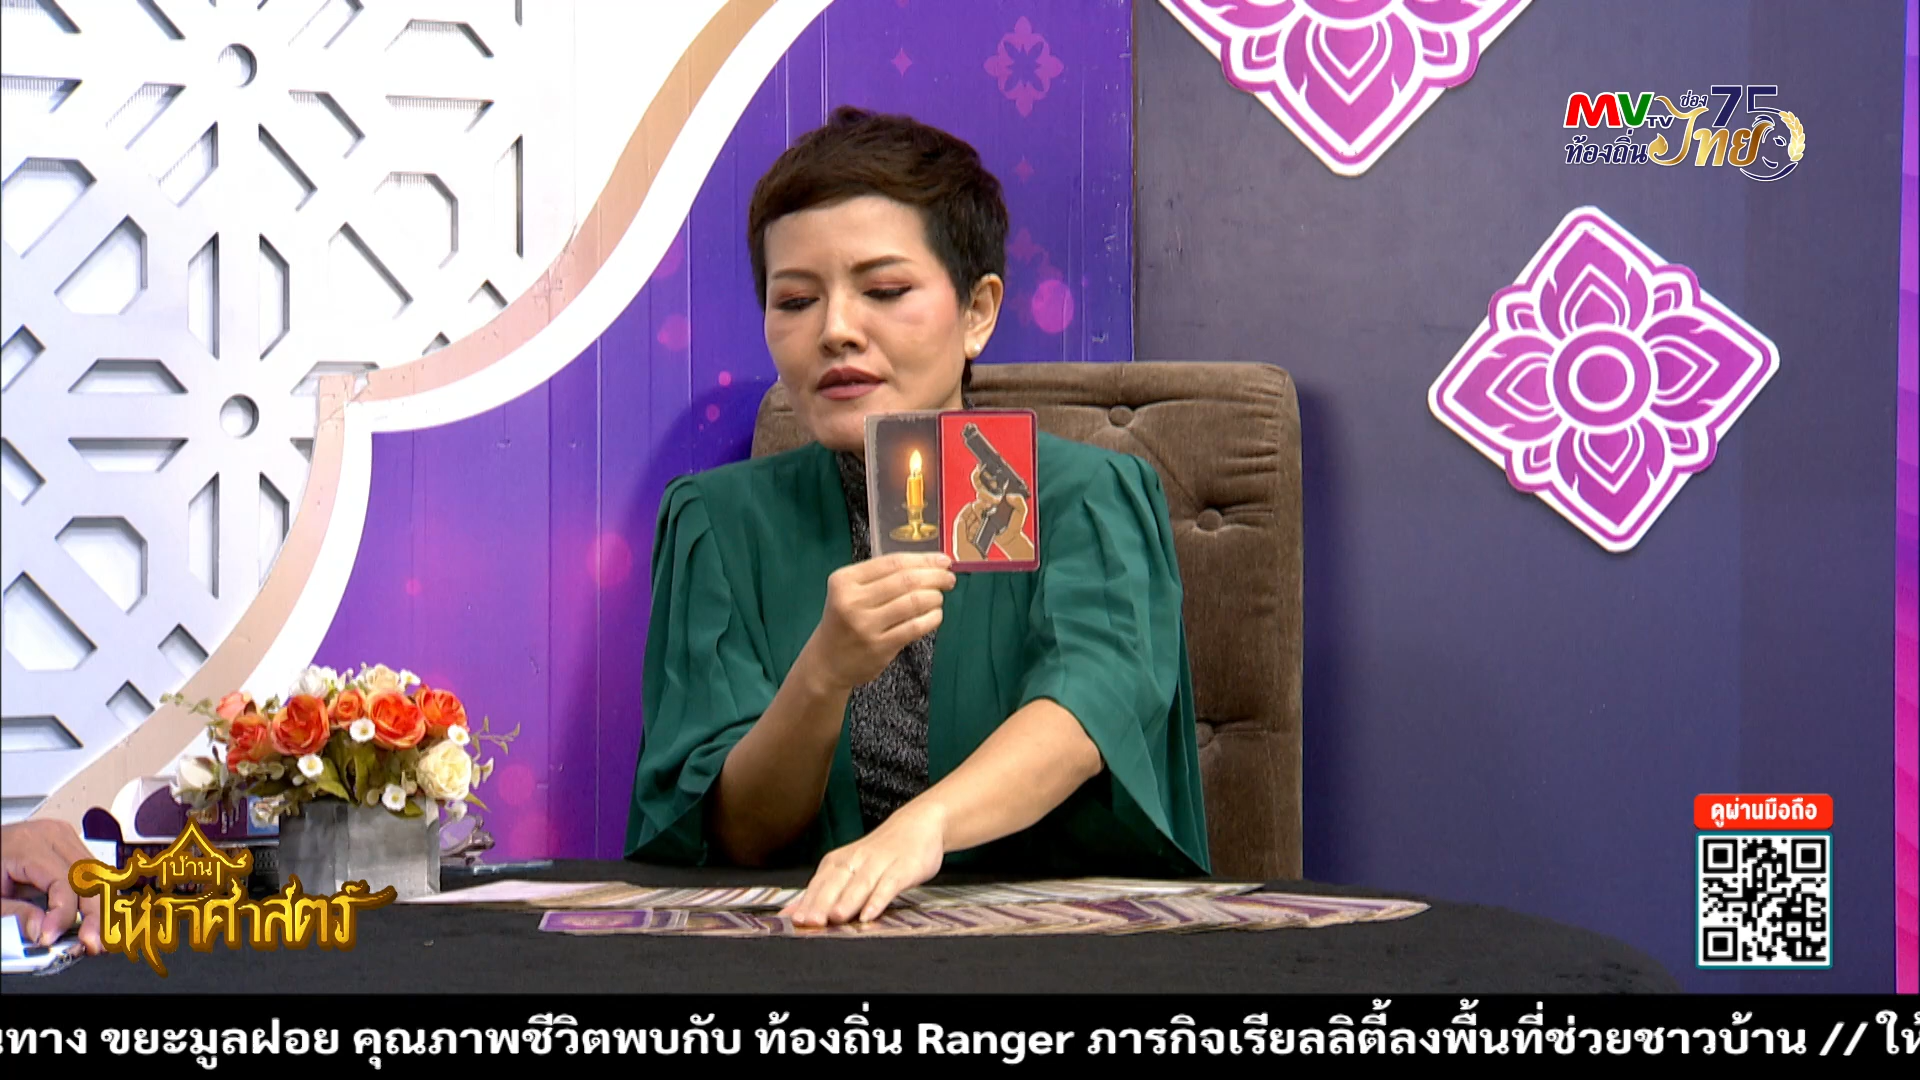 MVTV ช่อง 75
ท้องถิ่นไทย
ดูผ่านมือถือ
บ้าน
โหราศาสตร์
นทาง ขยะมูลฝอย คุณภาพชีวิตพบกับ ท้องถิ่น Ranger ภารกิจเรียลลิตี้ลงพื้นที่ช่วยชาวบ้าน // ให้